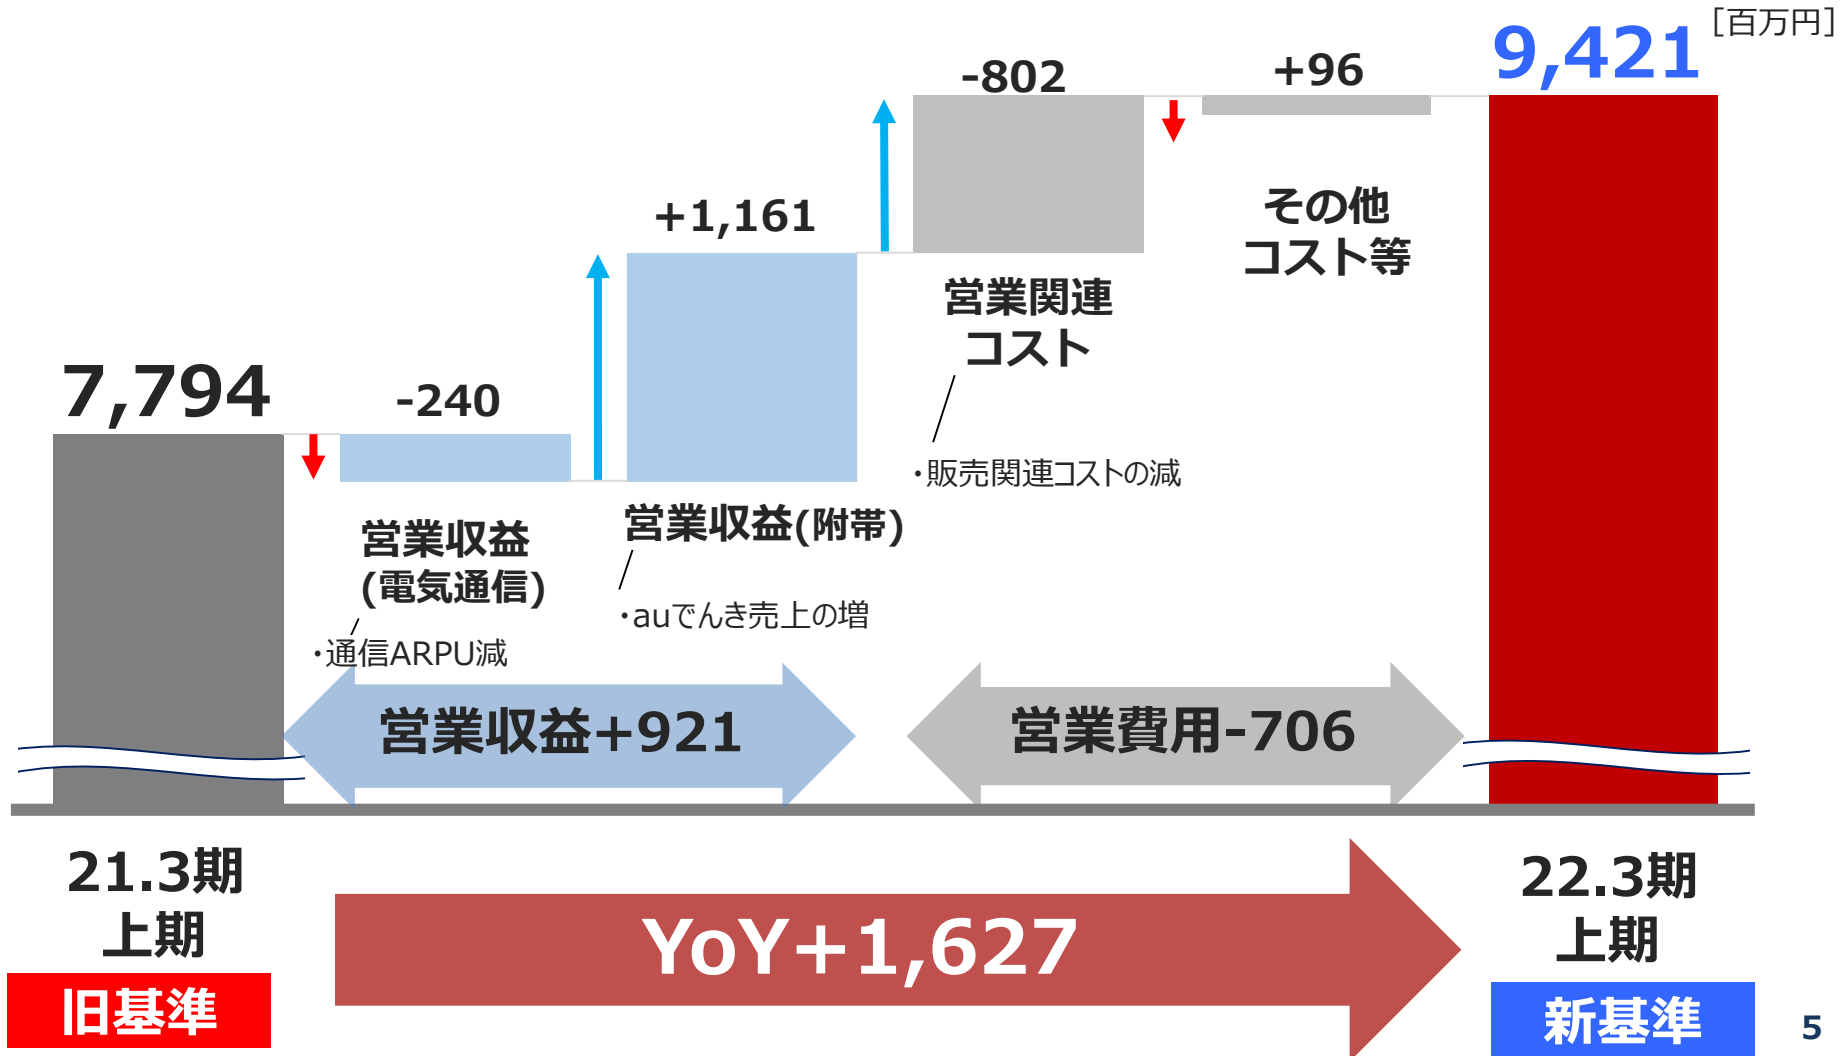 ［百万円］
7,794
-240
+1,161
-802
+96
9,421
営業収益
(電気通信)
・通信ARPU減
営業収益(附帯)
・auでんき売上の増
営業関連
コスト
・販売関連コストの減
その他
コスト等
営業収益+921
営業費用-706
21.3期
上期
旧基準
YoY+1,627
22.3期
上期
新基準
5